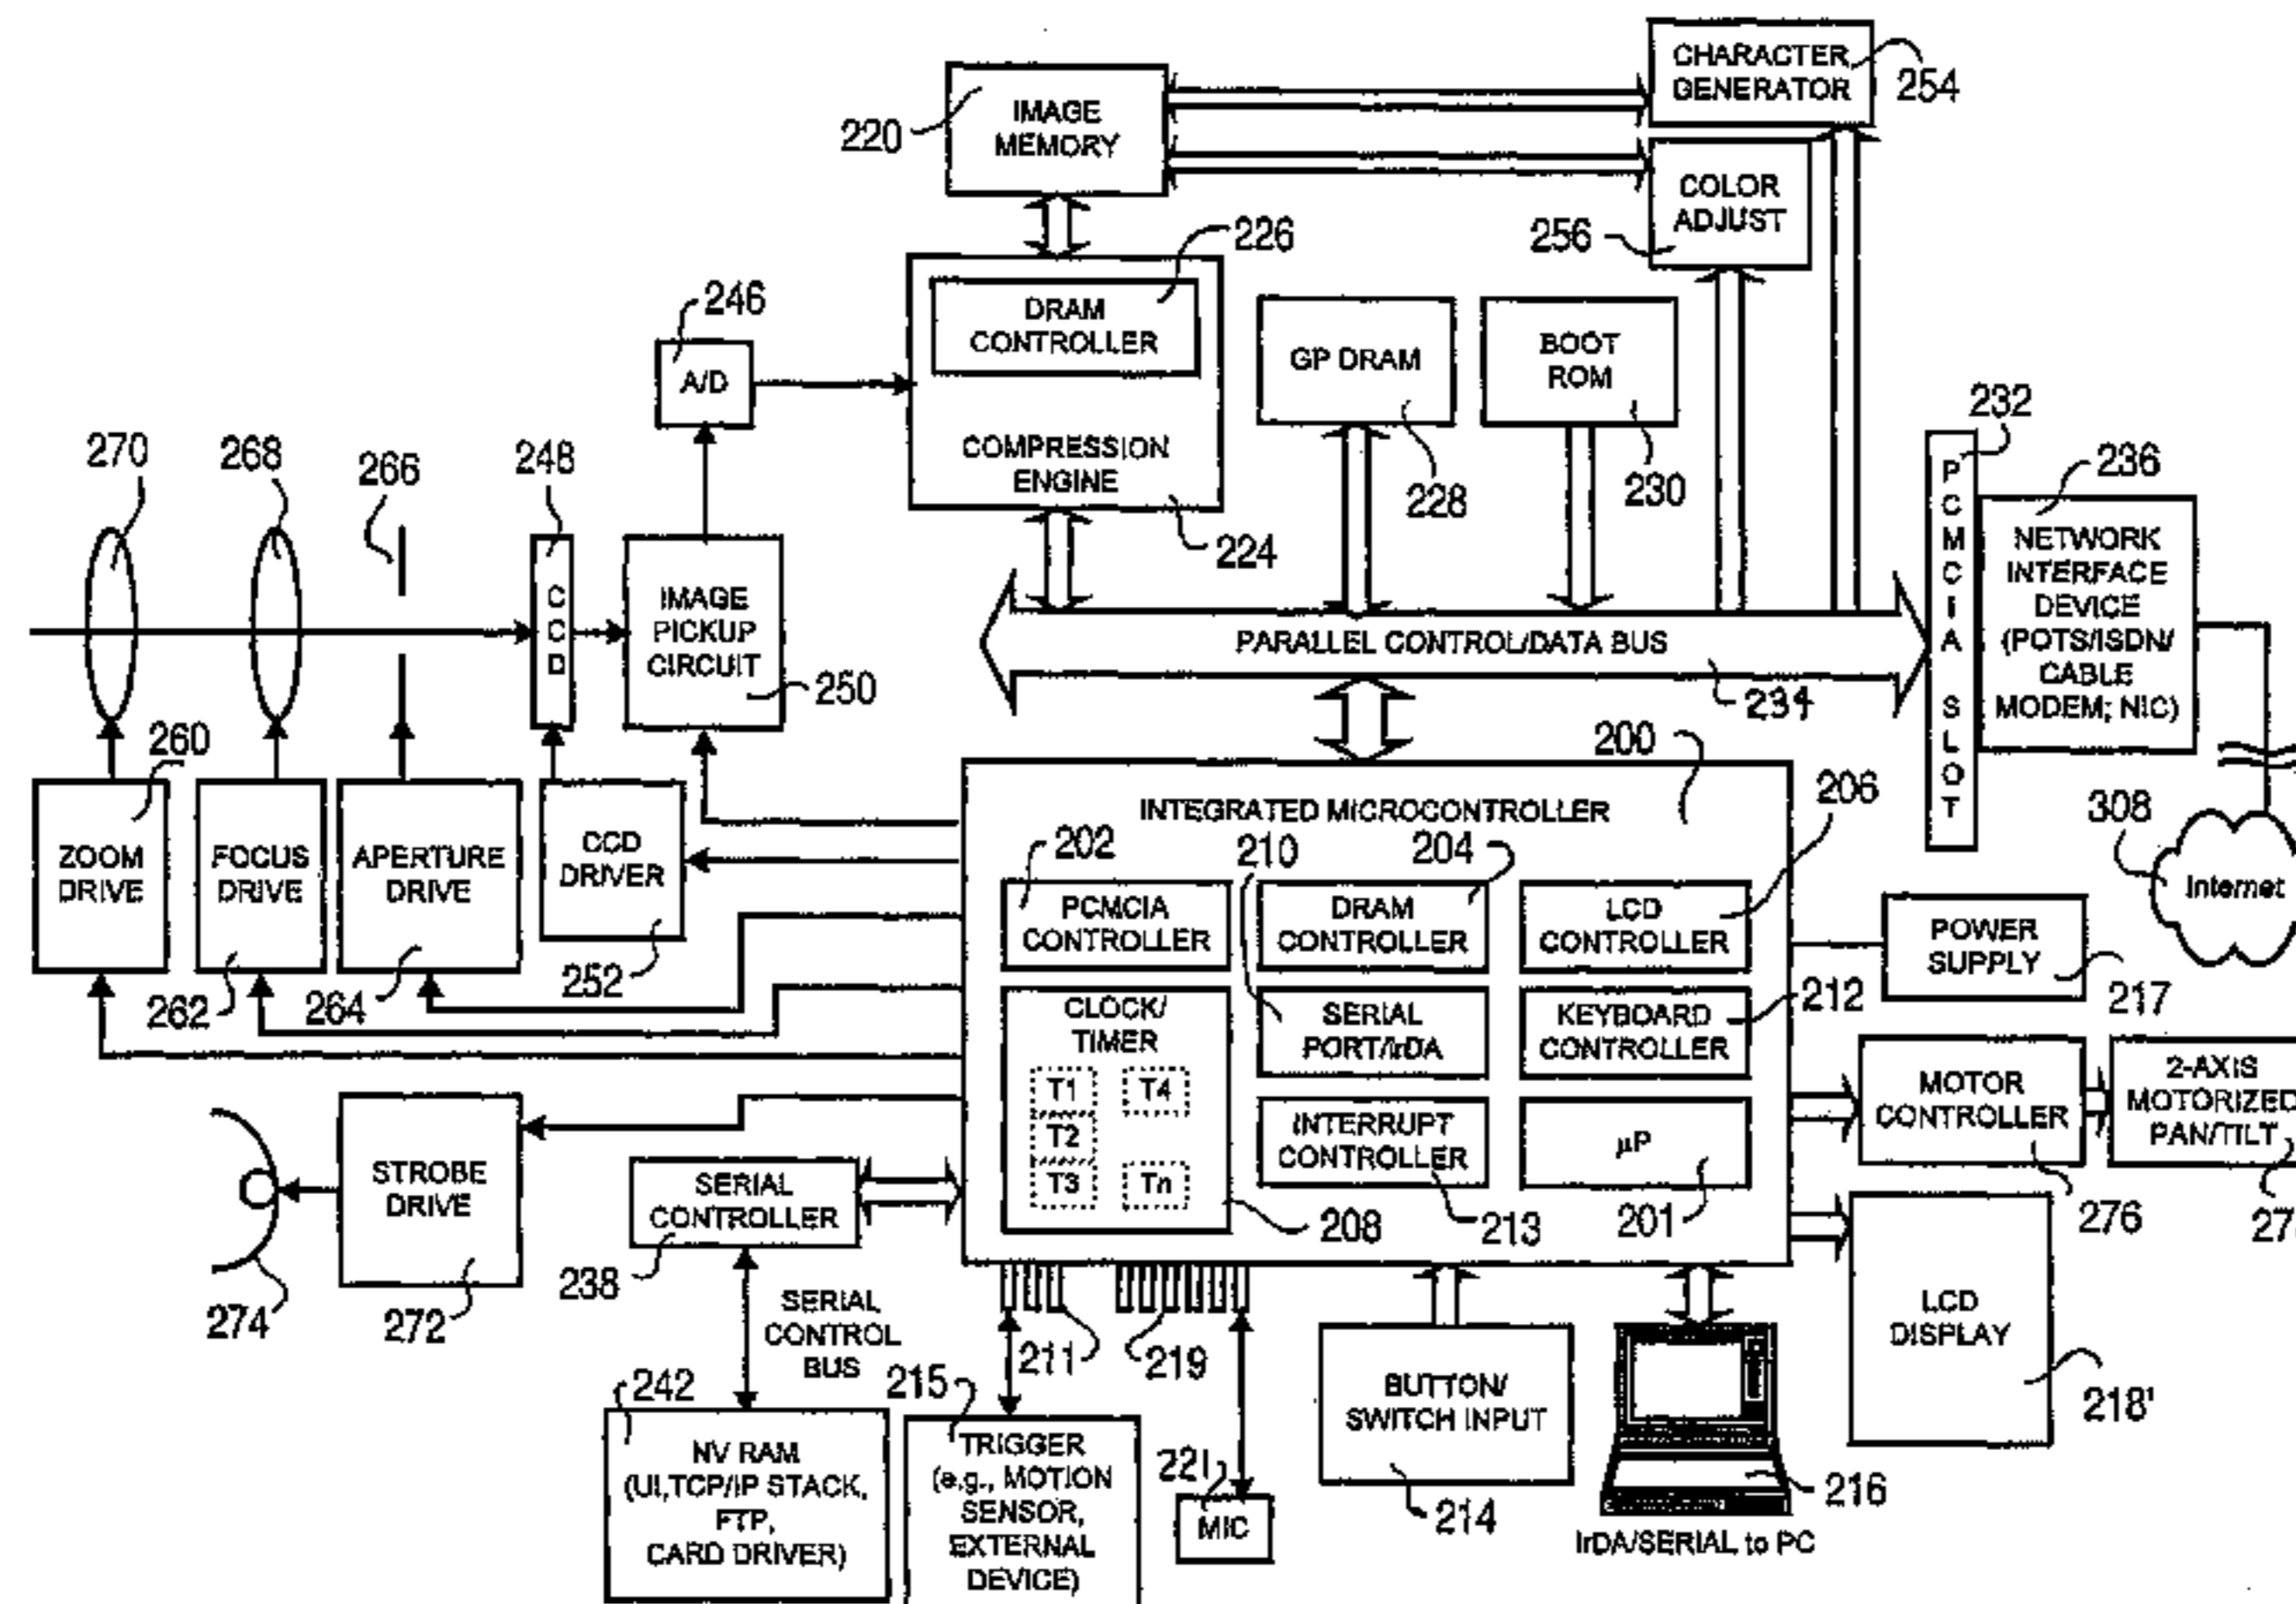 CHARACTER
GENERATOR
254
IMAGE
MEMORY
220
COLOR
ADJUST
256
226
DRAM
CONTROLLER
COMPRESSION
ENGINE
224
246
A/D
GP DRAM
228
BOOT
ROM
230
232
PCMCIA SLOT
236
NETWORK
INTERFACE
DEVICE
(POTS/ISDN/
CABLE
MODEM; NIC)
270
268
266
248
CCD
IMAGE
PICKUP
CIRCUIT
250
PARALLEL CONTROL/DATA BUS
234
308
Internet
260
ZOOM
DRIVE
FOCUS
DRIVE
262
APERTURE
DRIVE
264
CCD
DRIVER
252
200
INTEGRATED MICROCONTROLLER
202
PCMCIA
CONTROLLER
204
DRAM
CONTROLLER
206
LCD
CONTROLLER
POWER
SUPPLY
217
CLOCK/
TIMER
T1
T4
T2
T3
Tn
208
210
SERIAL
PORT/IrDA
212
KEYBOARD
CONTROLLER
INTERRUPT
CONTROLLER
213
μP
201
MOTOR
CONTROLLER
276
2-AXIS
MOTORIZED
PAN/TILT
STROBE
DRIVE
272
274
SERIAL
CONTROLLER
238
SERIAL
CONTROL
BUS
211
219
242
NV RAM
(UI,TCP/IP STACK,
FTP,
CARD DRIVER)
215
TRIGGER
(e.g., MOTION
SENSOR,
EXTERNAL
DEVICE)
221
MIC
BUTTON/
SWITCH INPUT
214
216
IrDA/SERIAL to PC
LCD
DISPLAY
218'